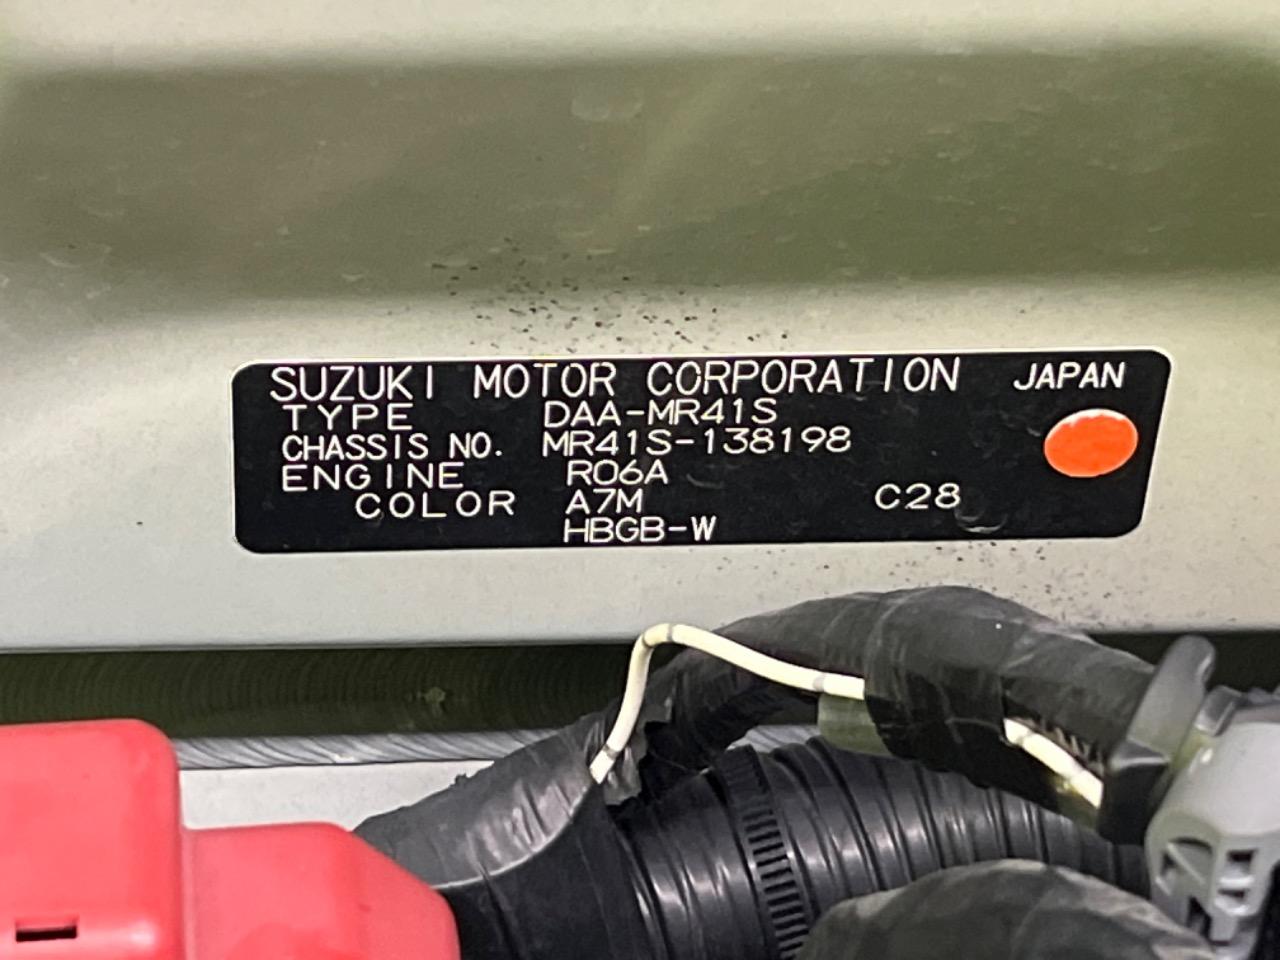 SUZUKI MOTOR CORPORATION JAPAN
TYPE DAA-MR41S
CHASSIS NO. MR41S-138198
ENGINE R06A
COLOR A7M C28
HBGB-W